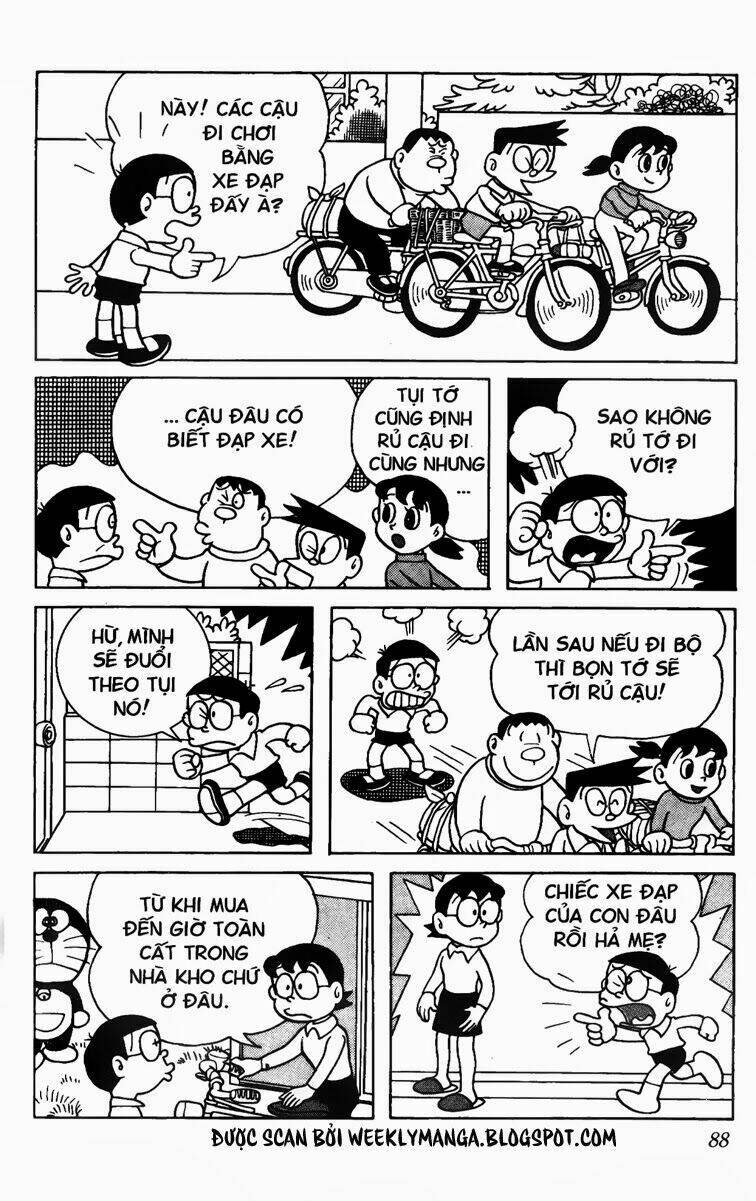 NÀY! CÁC CẬU
ĐI CHƠI
BẰNG
XE ĐẠP
ĐẤY À?
SAO KHÔNG
RỦ TỚ ĐI
VỚI?
TỤI TỚ
CŨNG ĐỊNH
RỦ CẬU ĐI
CÙNG NHƯNG
...
... CẬU ĐÂU CÓ
BIẾT ĐẠP XE!
LẦN SAU NẾU ĐI BỘ
THÌ BỌN TỚ SẼ
TỚI RỦ CẬU!
HỪ, MÌNH
SẼ ĐUỔI
THEO TỤI
NÓ!
CHIẾC XE ĐẠP
CỦA CON ĐÂU
RỒI HẢ MẸ?
TỪ KHI MUA
ĐẾN GIỜ TOÀN
CẤT TRONG
NHÀ KHO CHỨ
Ở ĐÂU.
ĐƯỢC SCAN BỞI WEEKLYMANGA.BLOGSPOT.COM
88